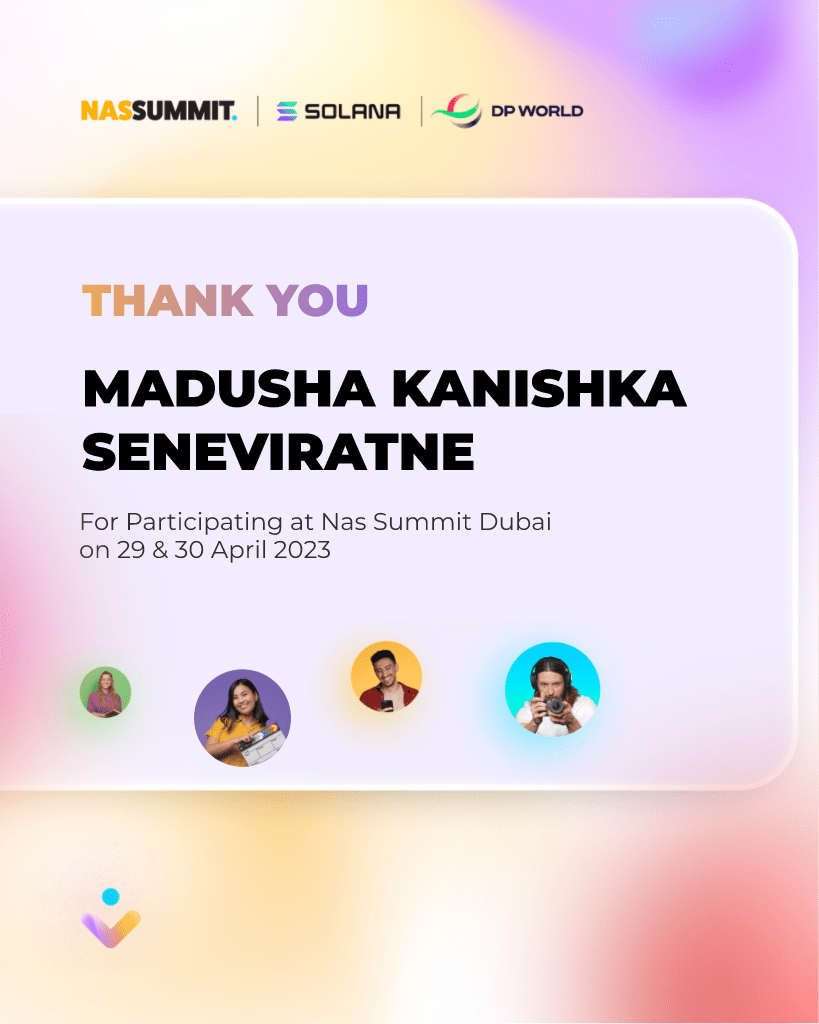 NASSUMMIT. | SOLANA | DP WORLD
THANK YOU
MADUSHA KANISHKA
SENEVIRATNE
For Participating at Nas Summit Dubai
on 29 & 30 April 2023